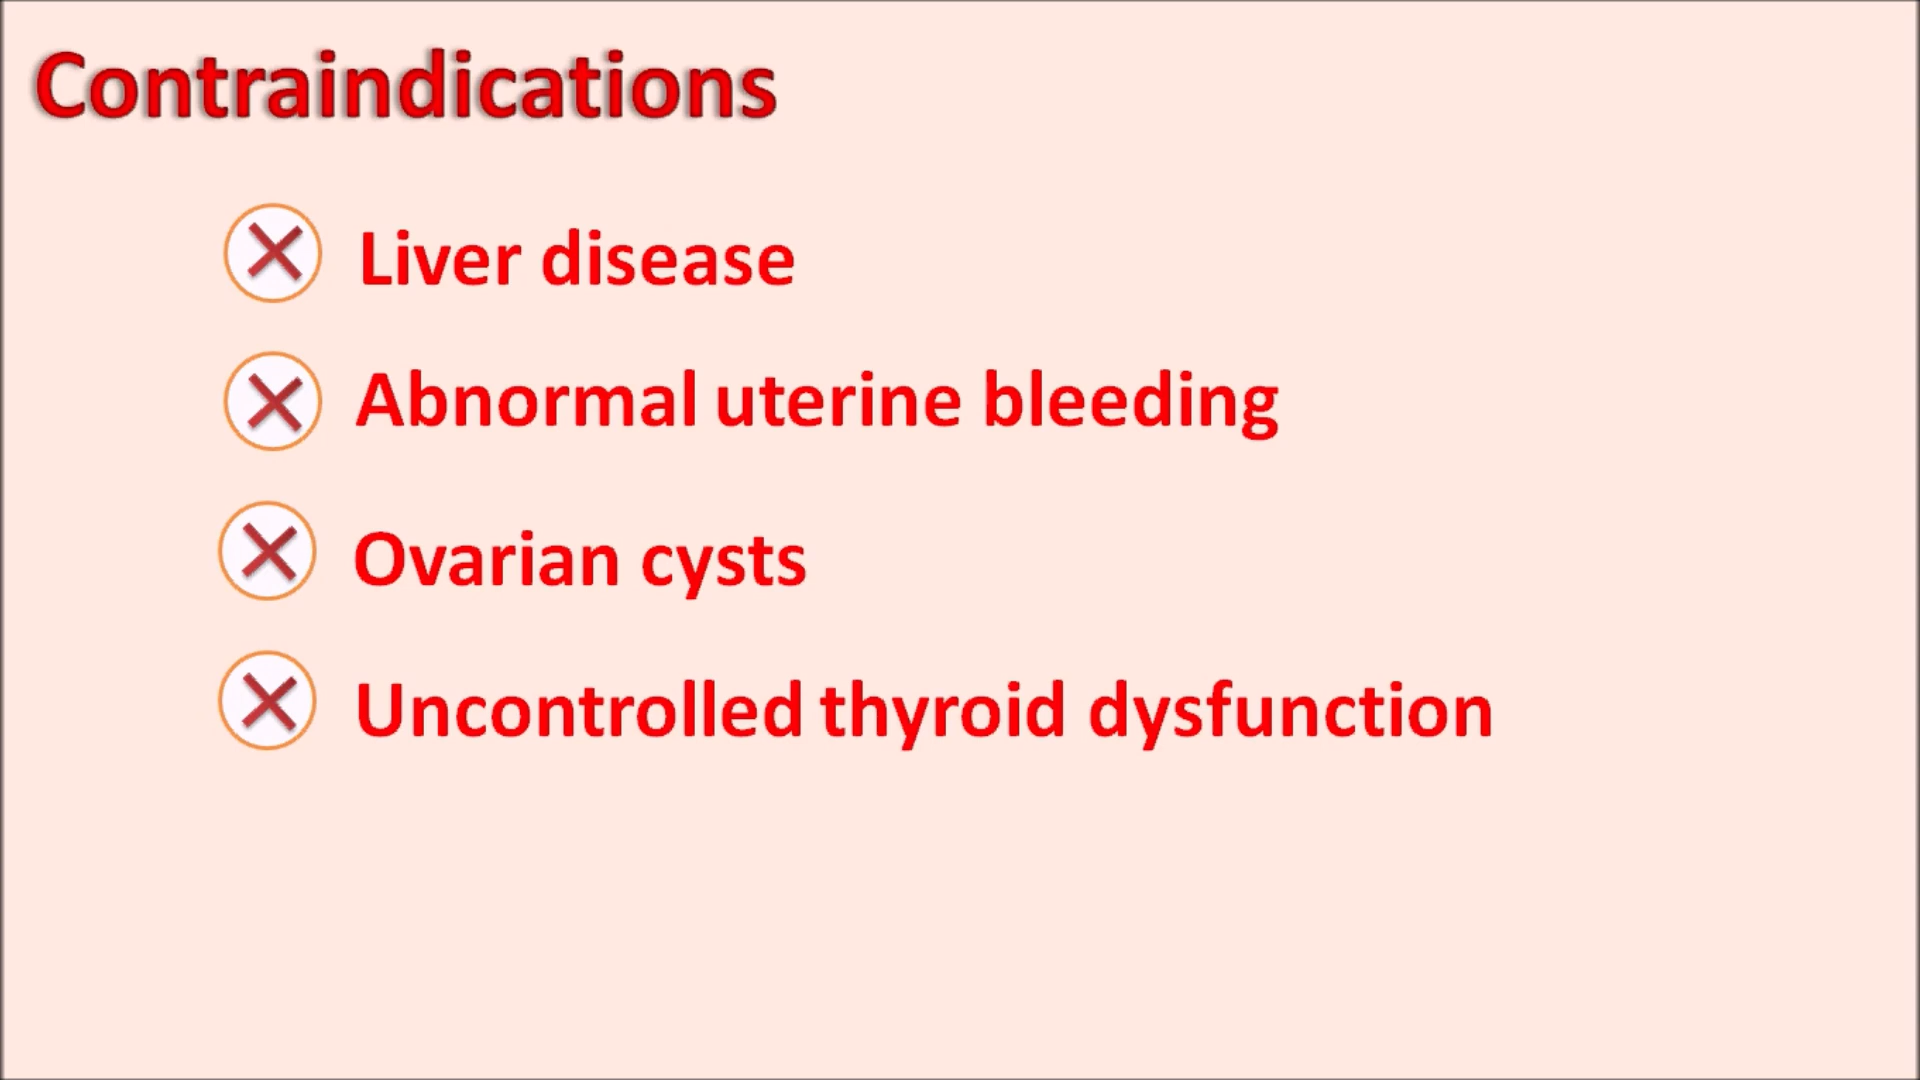 Contraindications
Liver disease
Abnormal uterine bleeding
Ovarian cysts
Uncontrolled thyroid dysfunction